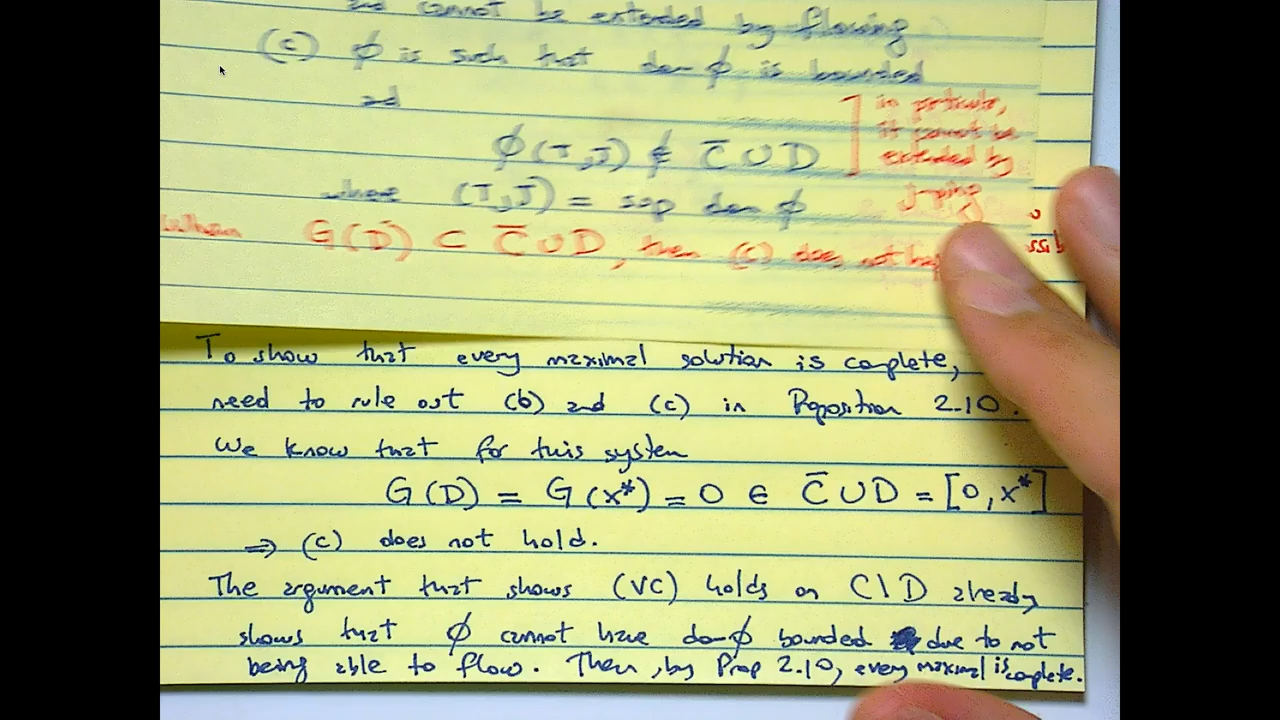 and cannot be extended by flowing
(c) ϕ is such that dom ϕ is bounded
and
ϕ(T,J) ∉ C̄ ∪ D
where (T,J) = sup dom ϕ
] in particular,
it cannot be
extended by
jumping
When G(D) ⊂ C̄ ∪ D, then (c) does not
To show that every maximal solution is complete,
need to rule out (b) and (c) in Proposition 2.10.
We know that for this system
G(D) = G(x*) = 0 ∈ C̄ ∪ D = [0, x*]
⇒ (c) does not hold.
The argument that shows (VC) holds on C\D already
shows that ϕ cannot have dom ϕ bounded due to not
being able to flow. Then, by Prop 2.10, every maximal is complete.